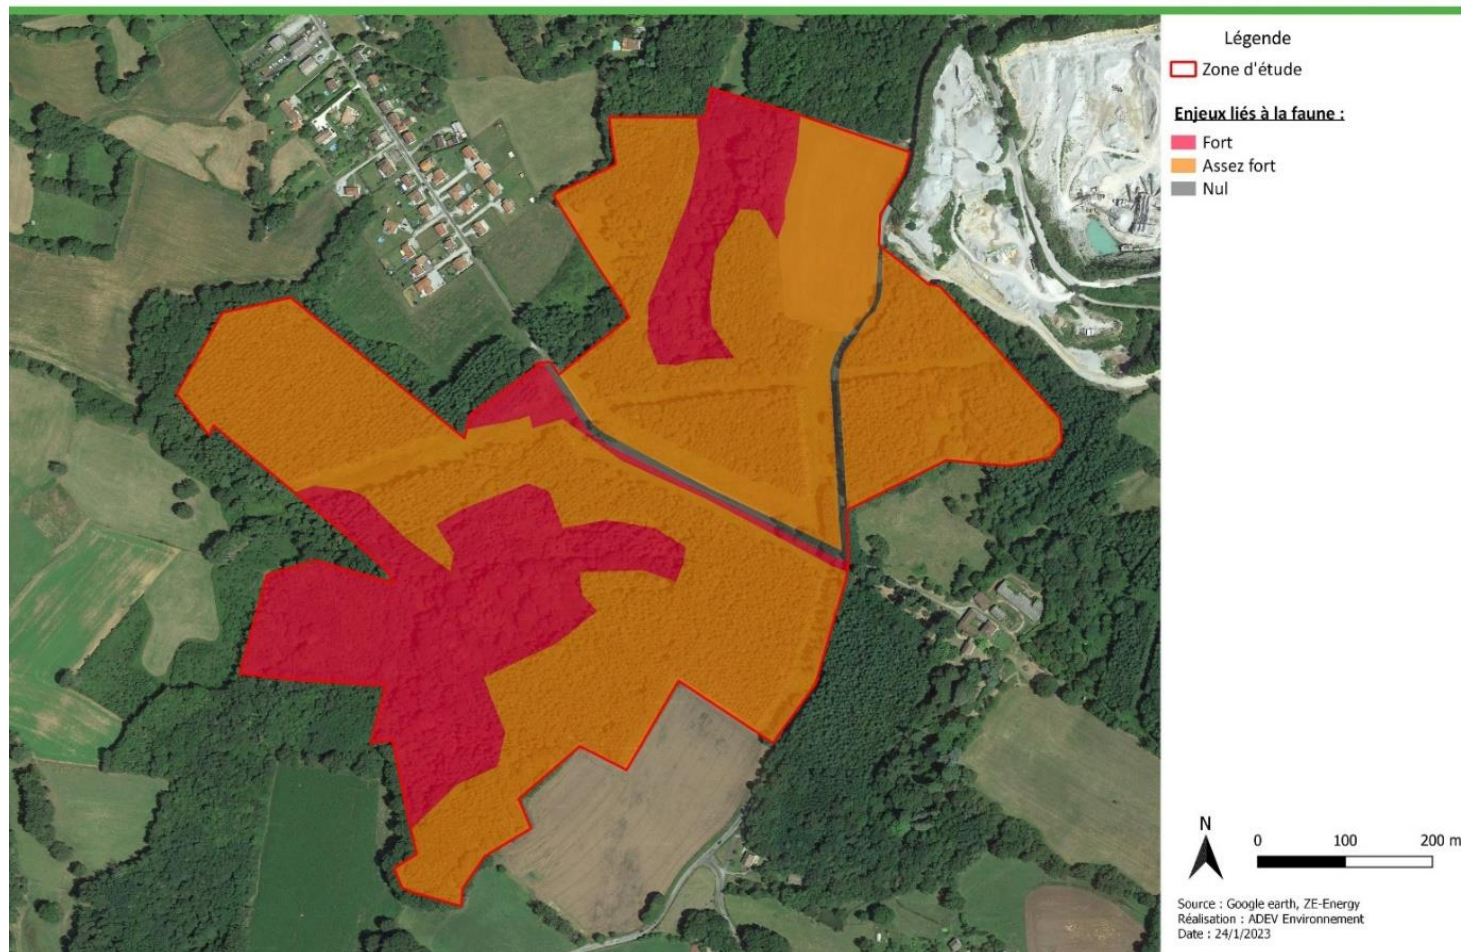 Légende
Zone d'étude
Enjeux liés à la faune :
Fort
Assez fort
Nul
N
0 100 200 m
Source : Google earth, ZE-Energy
Réalisation : ADEV Environnement
Date : 24/1/2023